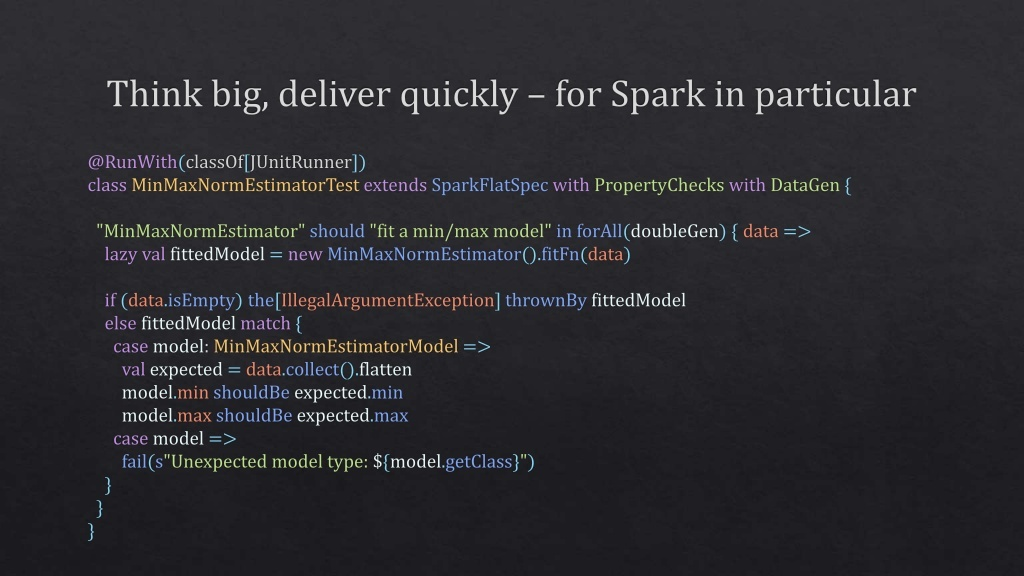 Think big, deliver quickly – for Spark in particular
@RunWith(classOf[JUnitRunner])
class MinMaxNormEstimatorTest extends SparkFlatSpec with PropertyChecks with DataGen {
"MinMaxNormEstimator" should "fit a min/max model" in forAll(doubleGen) { data =>
lazy val fittedModel = new MinMaxNormEstimator().fitFn(data)
if (data.isEmpty) the[IllegalArgumentException] thrownBy fittedModel
else fittedModel match {
case model: MinMaxNormEstimatorModel =>
val expected = data.collect().flatten
model.min shouldBe expected.min
model.max shouldBe expected.max
case model =>
fail(s"Unexpected model type: ${model.getClass}")
}
}
}